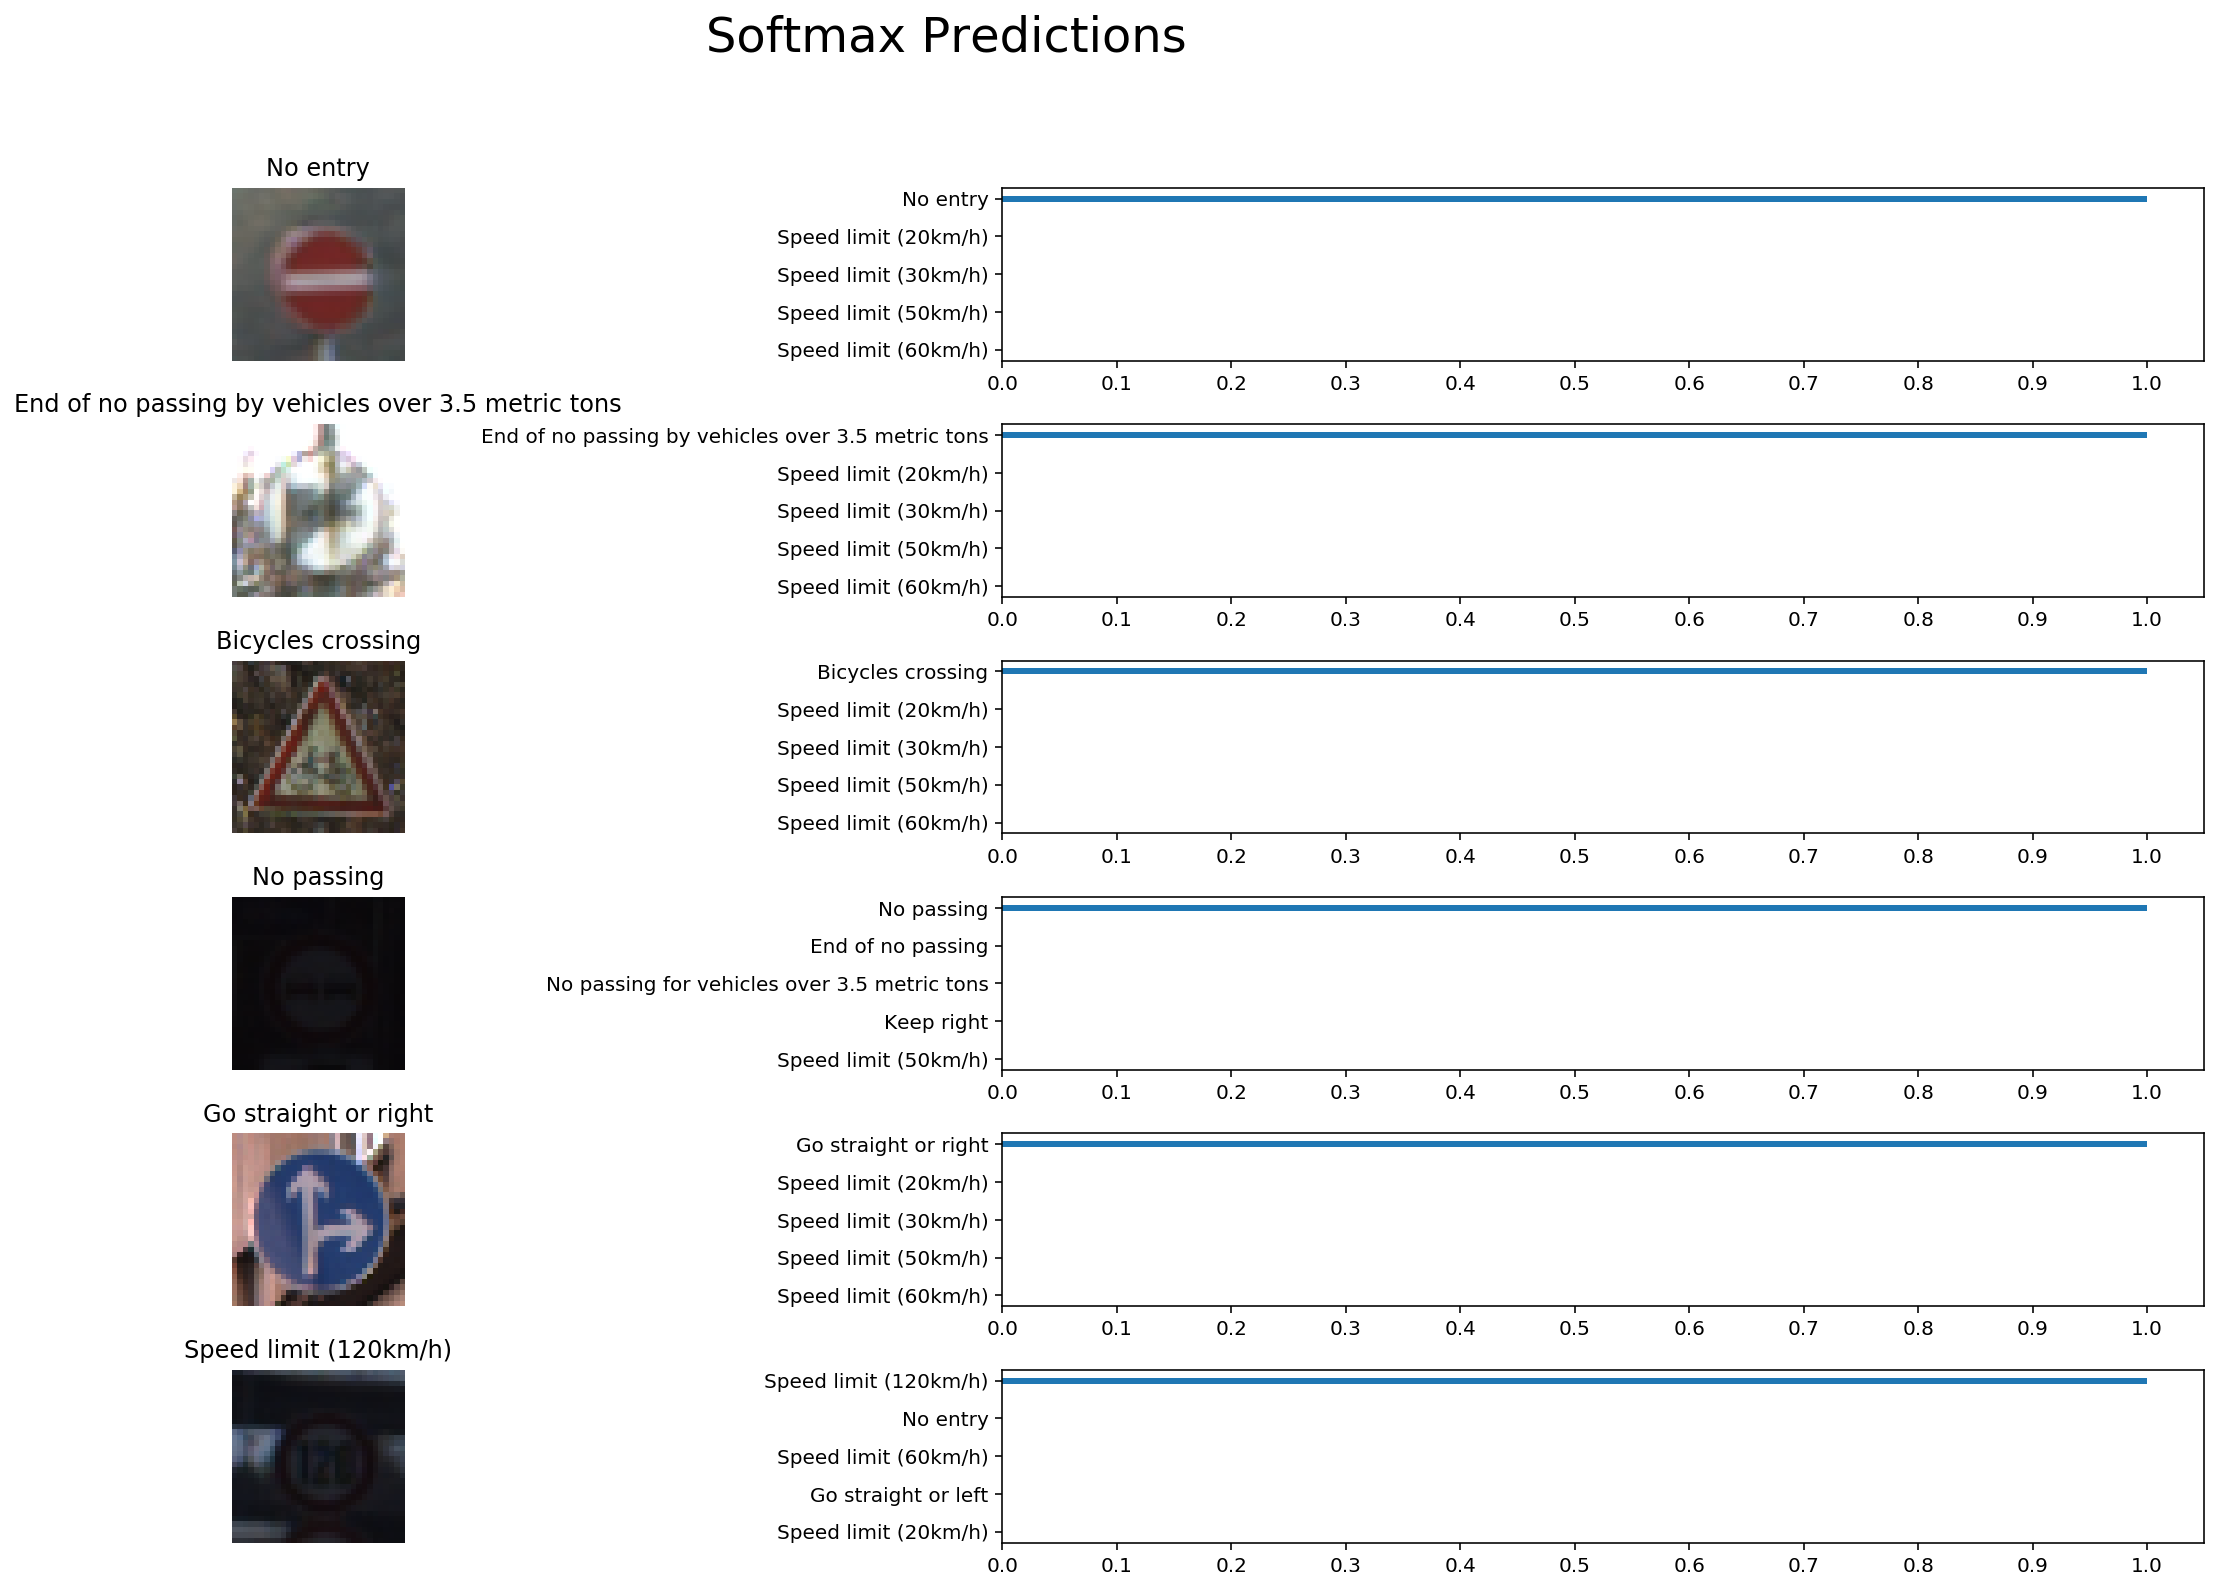 Softmax Predictions
No entry
No entry
Speed limit (20km/h)
Speed limit (30km/h)
Speed limit (50km/h)
Speed limit (60km/h)
0.0 0.1 0.2 0.3 0.4 0.5 0.6 0.7 0.8 0.9 1.0
End of no passing by vehicles over 3.5 metric tons
End of no passing by vehicles over 3.5 metric tons
Speed limit (20km/h)
Speed limit (30km/h)
Speed limit (50km/h)
Speed limit (60km/h)
0.0 0.1 0.2 0.3 0.4 0.5 0.6 0.7 0.8 0.9 1.0
Bicycles crossing
Bicycles crossing
Speed limit (20km/h)
Speed limit (30km/h)
Speed limit (50km/h)
Speed limit (60km/h)
0.0 0.1 0.2 0.3 0.4 0.5 0.6 0.7 0.8 0.9 1.0
No passing
No passing
End of no passing
No passing for vehicles over 3.5 metric tons
Keep right
Speed limit (50km/h)
0.0 0.1 0.2 0.3 0.4 0.5 0.6 0.7 0.8 0.9 1.0
Go straight or right
Go straight or right
Speed limit (20km/h)
Speed limit (30km/h)
Speed limit (50km/h)
Speed limit (60km/h)
0.0 0.1 0.2 0.3 0.4 0.5 0.6 0.7 0.8 0.9 1.0
Speed limit (120km/h)
120
Speed limit (120km/h)
No entry
Speed limit (60km/h)
Go straight or left
Speed limit (20km/h)
0.0 0.1 0.2 0.3 0.4 0.5 0.6 0.7 0.8 0.9 1.0